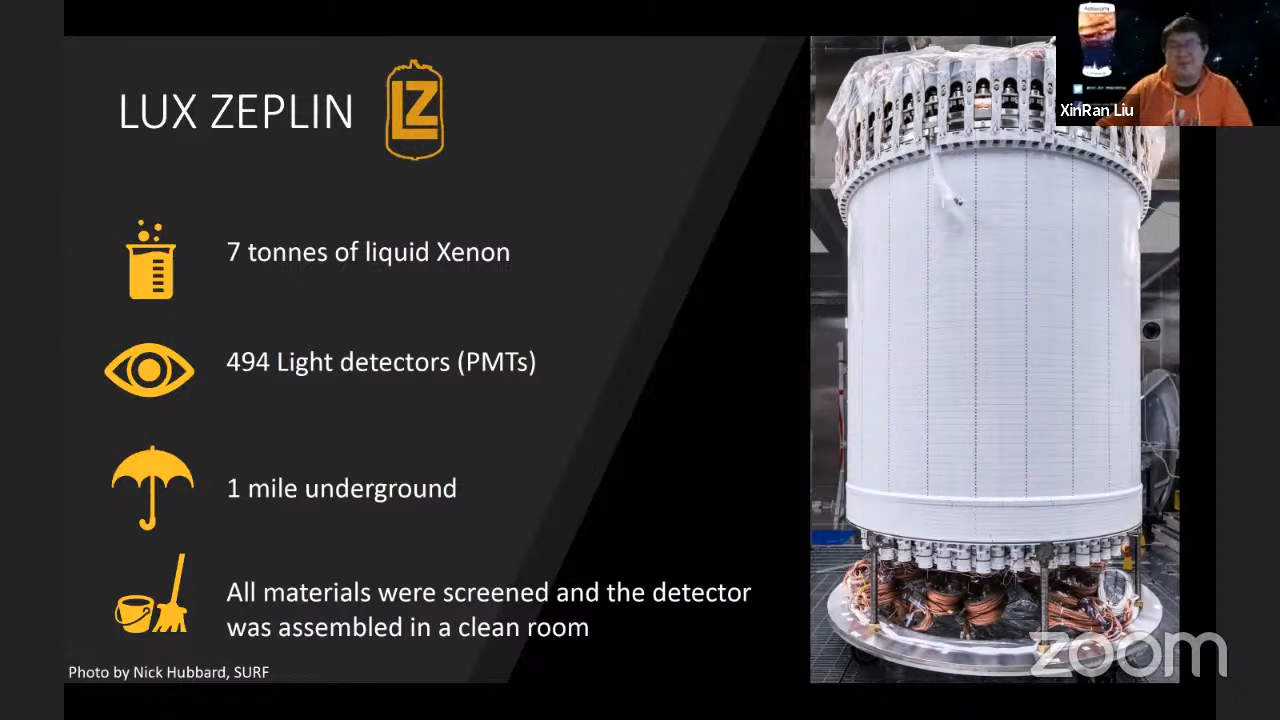 LUX ZEPLIN
LZ
7 tonnes of liquid Xenon
494 Light detectors (PMTs)
1 mile underground
All materials were screened and the detector
was assembled in a clean room
Photo by Nick Hubbard, SURF
XinRan Liu
zoom